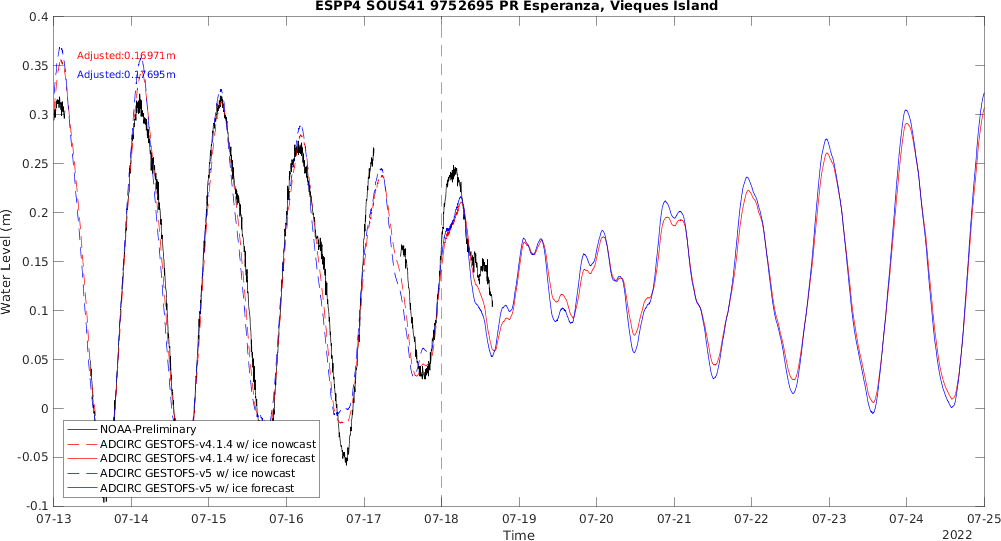 ESPP4 SOUS41 9752695 PR Esperanza, Vieques Island
0.4
0.35
0.3
0.25
0.2
0.15
0.1
0.05
0
-0.05
-0.1
Water Level (m)
Adjusted:0.16971m
Adjusted:0.17695m
NOAA-Preliminary
ADCIRC GESTOFS-v4.1.4 w/ ice nowcast
ADCIRC GESTOFS-v4.1.4 w/ ice forecast
ADCIRC GESTOFS-v5 w/ ice nowcast
ADCIRC GESTOFS-v5 w/ ice forecast
07-13 07-14 07-15 07-16 07-17 07-18 07-19 07-20 07-21 07-22 07-23 07-24 07-25
Time
2022